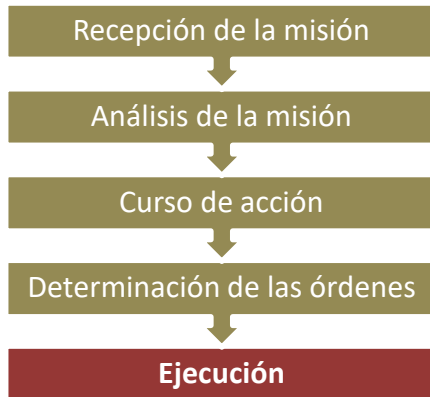 Recepción de la misión
Análisis de la misión
Curso de acción
Determinación de las órdenes
Ejecución